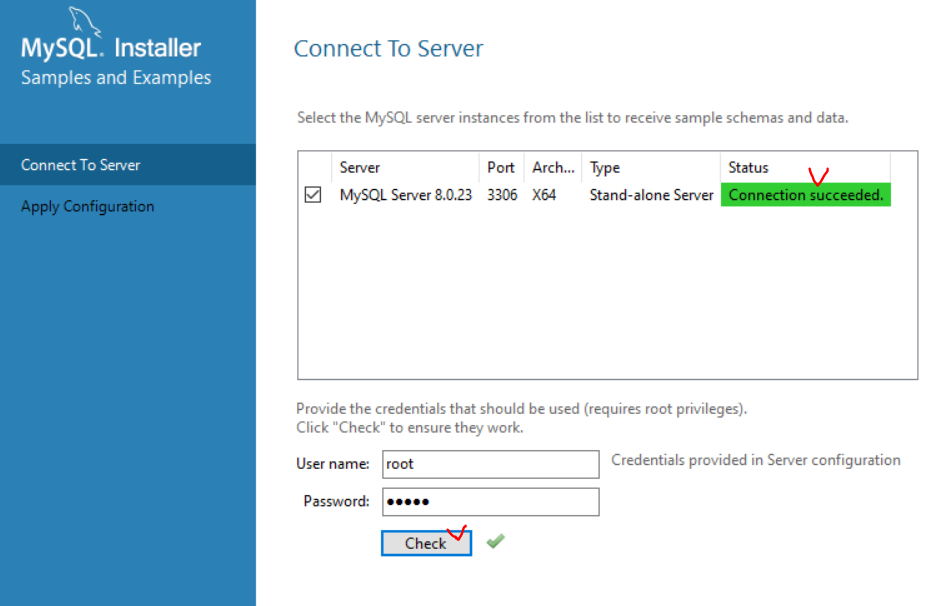 MySQL. Installer
Samples and Examples
Connect To Server
Apply Configuration
Connect To Server
Select the MySQL server instances from the list to receive sample schemas and data.
Server Port Arch... Type Status
MySQL Server 8.0.23 3306 X64 Stand-alone Server Connection succeeded.
Provide the credentials that should be used (requires root privileges).
Click "Check" to ensure they work.
User name: root Credentials provided in Server configuration
Password: ●●●●●
Check